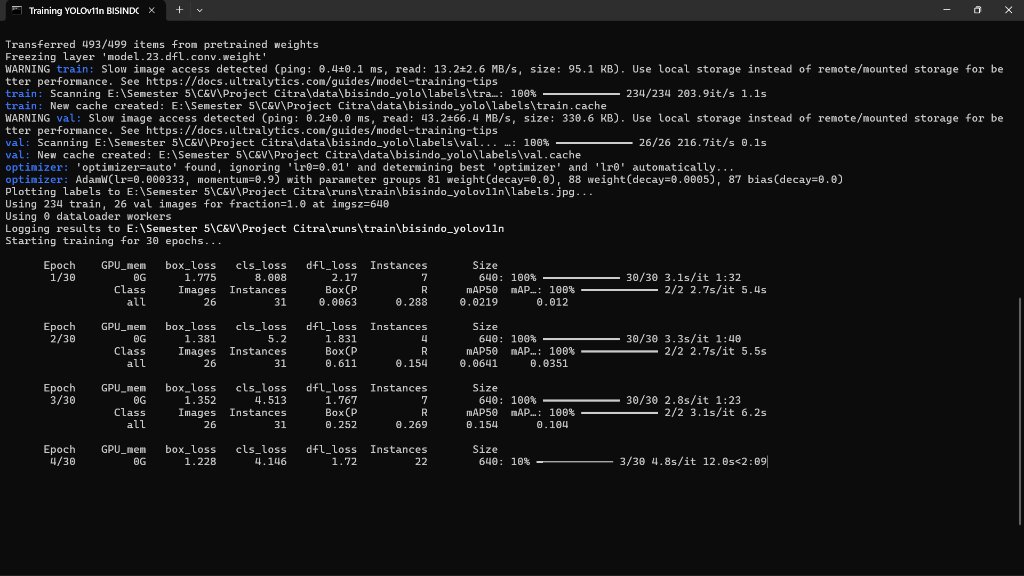 Training YOLOv11n BISINDO
Transferred 493/499 items from pretrained weights
Freezing layer 'model.23.dfl.conv.weight'
WARNING train: Slow image access detected (ping: 0.4±0.1 ms, read: 13.2±2.6 MB/s, size: 95.1 KB). Use local storage instead of remote/mounted storage for be
tter performance. See https://docs.ultralytics.com/guides/model-training-tips
train: Scanning E:\Semester 5\C&V\Project Citra\data\bisindo_yolo\labels\tra…: 100% ━━━━━━━━━━━━ 234/234 203.9it/s 1.1s
train: New cache created: E:\Semester 5\C&V\Project Citra\data\bisindo_yolo\labels\train.cache
WARNING val: Slow image access detected (ping: 0.2±0.0 ms, read: 43.2±66.4 MB/s, size: 330.6 KB). Use local storage instead of remote/mounted storage for be
tter performance. See https://docs.ultralytics.com/guides/model-training-tips
val: Scanning E:\Semester 5\C&V\Project Citra\data\bisindo_yolo\labels\val... …: 100% ━━━━━━━━━━━━ 26/26 216.7it/s 0.1s
val: New cache created: E:\Semester 5\C&V\Project Citra\data\bisindo_yolo\labels\val.cache
optimizer: 'optimizer=auto' found, ignoring 'lr0=0.01' and determining best 'optimizer' and 'lr0' automatically...
optimizer: AdamW(lr=0.000333, momentum=0.9) with parameter groups 81 weight(decay=0.0), 88 weight(decay=0.0005), 87 bias(decay=0.0)
Plotting labels to E:\Semester 5\C&V\Project Citra\runs\train\bisindo_yolov11n\labels.jpg...
Using 234 train, 26 val images for fraction=1.0 at imgsz=640
Using 0 dataloader workers
Logging results to E:\Semester 5\C&V\Project Citra\runs\train\bisindo_yolov11n
Starting training for 30 epochs...
Epoch GPU_mem box_loss cls_loss dfl_loss Instances Size
1/30 0G 1.775 8.008 2.17 7 640: 100% ━━━━━━━━━━━━ 30/30 3.1s/it 1:32
Class Images Instances Box(P R mAP50 mAP…: 100% ━━━━━━━━━━━━ 2/2 2.7s/it 5.4s
all 26 31 0.0063 0.288 0.0219 0.012
Epoch GPU_mem box_loss cls_loss dfl_loss Instances Size
2/30 0G 1.381 5.2 1.831 4 640: 100% ━━━━━━━━━━━━ 30/30 3.3s/it 1:40
Class Images Instances Box(P R mAP50 mAP…: 100% ━━━━━━━━━━━━ 2/2 2.7s/it 5.5s
all 26 31 0.611 0.154 0.0641 0.0351
Epoch GPU_mem box_loss cls_loss dfl_loss Instances Size
3/30 0G 1.352 4.513 1.767 7 640: 100% ━━━━━━━━━━━━ 30/30 2.8s/it 1:23
Class Images Instances Box(P R mAP50 mAP…: 100% ━━━━━━━━━━━━ 2/2 3.1s/it 6.2s
all 26 31 0.252 0.269 0.154 0.104
Epoch GPU_mem box_loss cls_loss dfl_loss Instances Size
4/30 0G 1.228 4.146 1.72 22 640: 10% ━─────────── 3/30 4.8s/it 12.0s<2:09